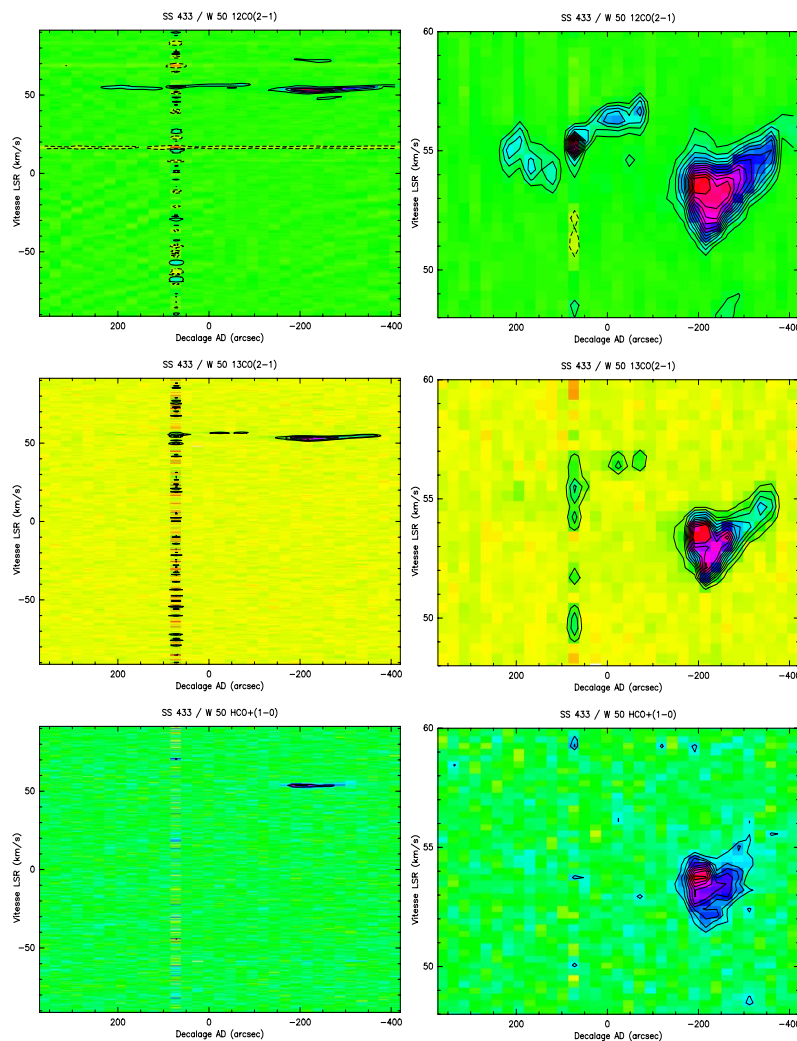 SS 433 / W 50 12CO(2-1)
SS 433 / W 50 12CO(2-1)
Vitesse LSR (km/s)
50
0
-50
200
0
-200
-400
Decalage AD (arcsec)
Vitesse LSR (km/s)
60
55
50
200
0
-200
-400
Decalage AD (arcsec)
SS 433 / W 50 13CO(2-1)
SS 433 / W 50 13CO(2-1)
Vitesse LSR (km/s)
50
0
-50
200
0
-200
-400
Decalage AD (arcsec)
Vitesse LSR (km/s)
60
55
50
200
0
-200
-400
Decalage AD (arcsec)
SS 433 / W 50 HCO+(1-0)
SS 433 / W 50 HCO+(1-0)
Vitesse LSR (km/s)
50
0
-50
200
0
-200
-400
Decalage AD (arcsec)
Vitesse LSR (km/s)
60
55
50
200
0
-200
-400
Decalage AD (arcsec)